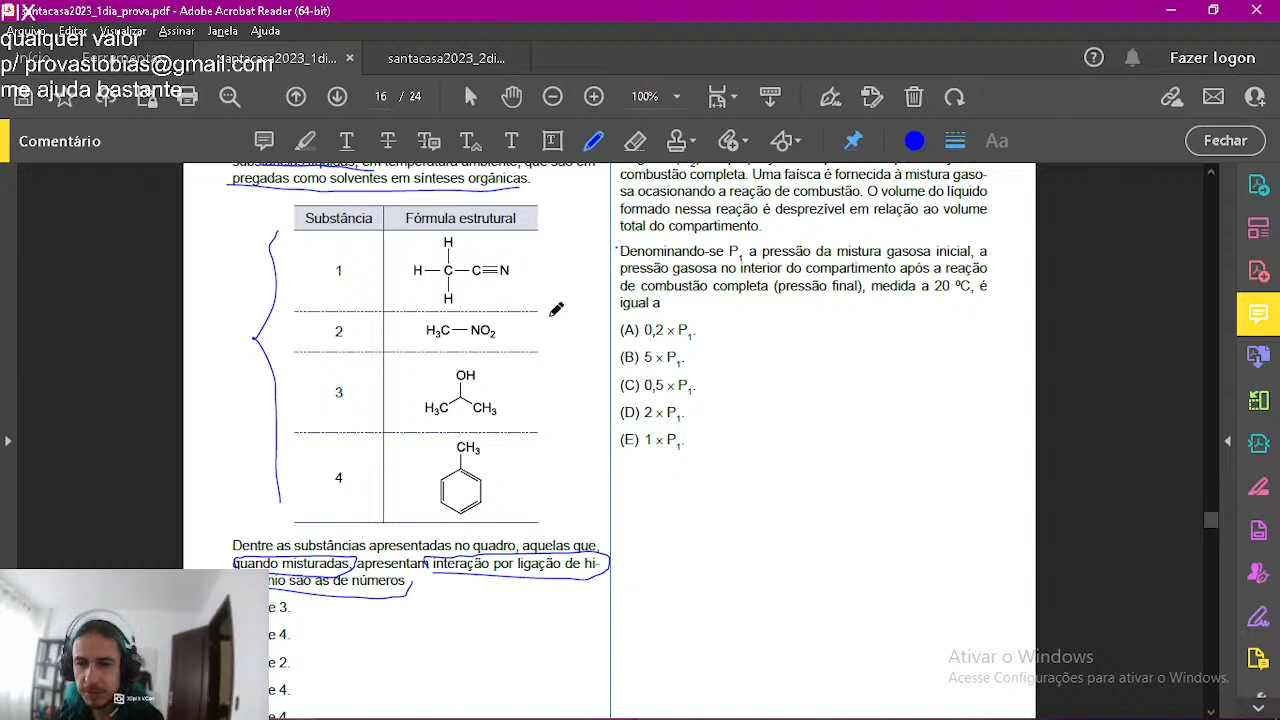 santacasa2023_1dia_prova.pdf - Adobe Acrobat Reader (64-bit)
Assinar Janela Ajuda
qualquer valor
p/ provastobias@gmail.com
me ajuda bastante
santacasa2023_2di...
Fazer logon
16 / 24
100%
Comentário
Fechar
pregadas como solventes em sínteses orgânicas.
Substância Fórmula estrutural
1
H
H C C N
H
2
H3C NO2
3
OH
H3C CH3
4
CH3
Dentre as substâncias apresentadas no quadro, aquelas que,
quando misturadas, apresentam interação por ligação de hi-
nio são as de números
e 3.
e 4.
e 2.
e 4.
e 4
combustão completa. Uma faísca é fornecida à mistura gaso-
sa ocasionando a reação de combustão. O volume do líquido
formado nessa reação é desprezível em relação ao volume
total do compartimento.
Denominando-se P1 a pressão da mistura gasosa inicial, a
pressão gasosa no interior do compartimento após a reação
de combustão completa (pressão final), medida a 20 ºC, é
igual a
(A) 0,2 × P1.
(B) 5 × P1.
(C) 0,5 × P1.
(D) 2 × P1.
(E) 1 × P1.
Ativar o Windows
Acesse Configurações para ativar o Windows.
XSplit VCam